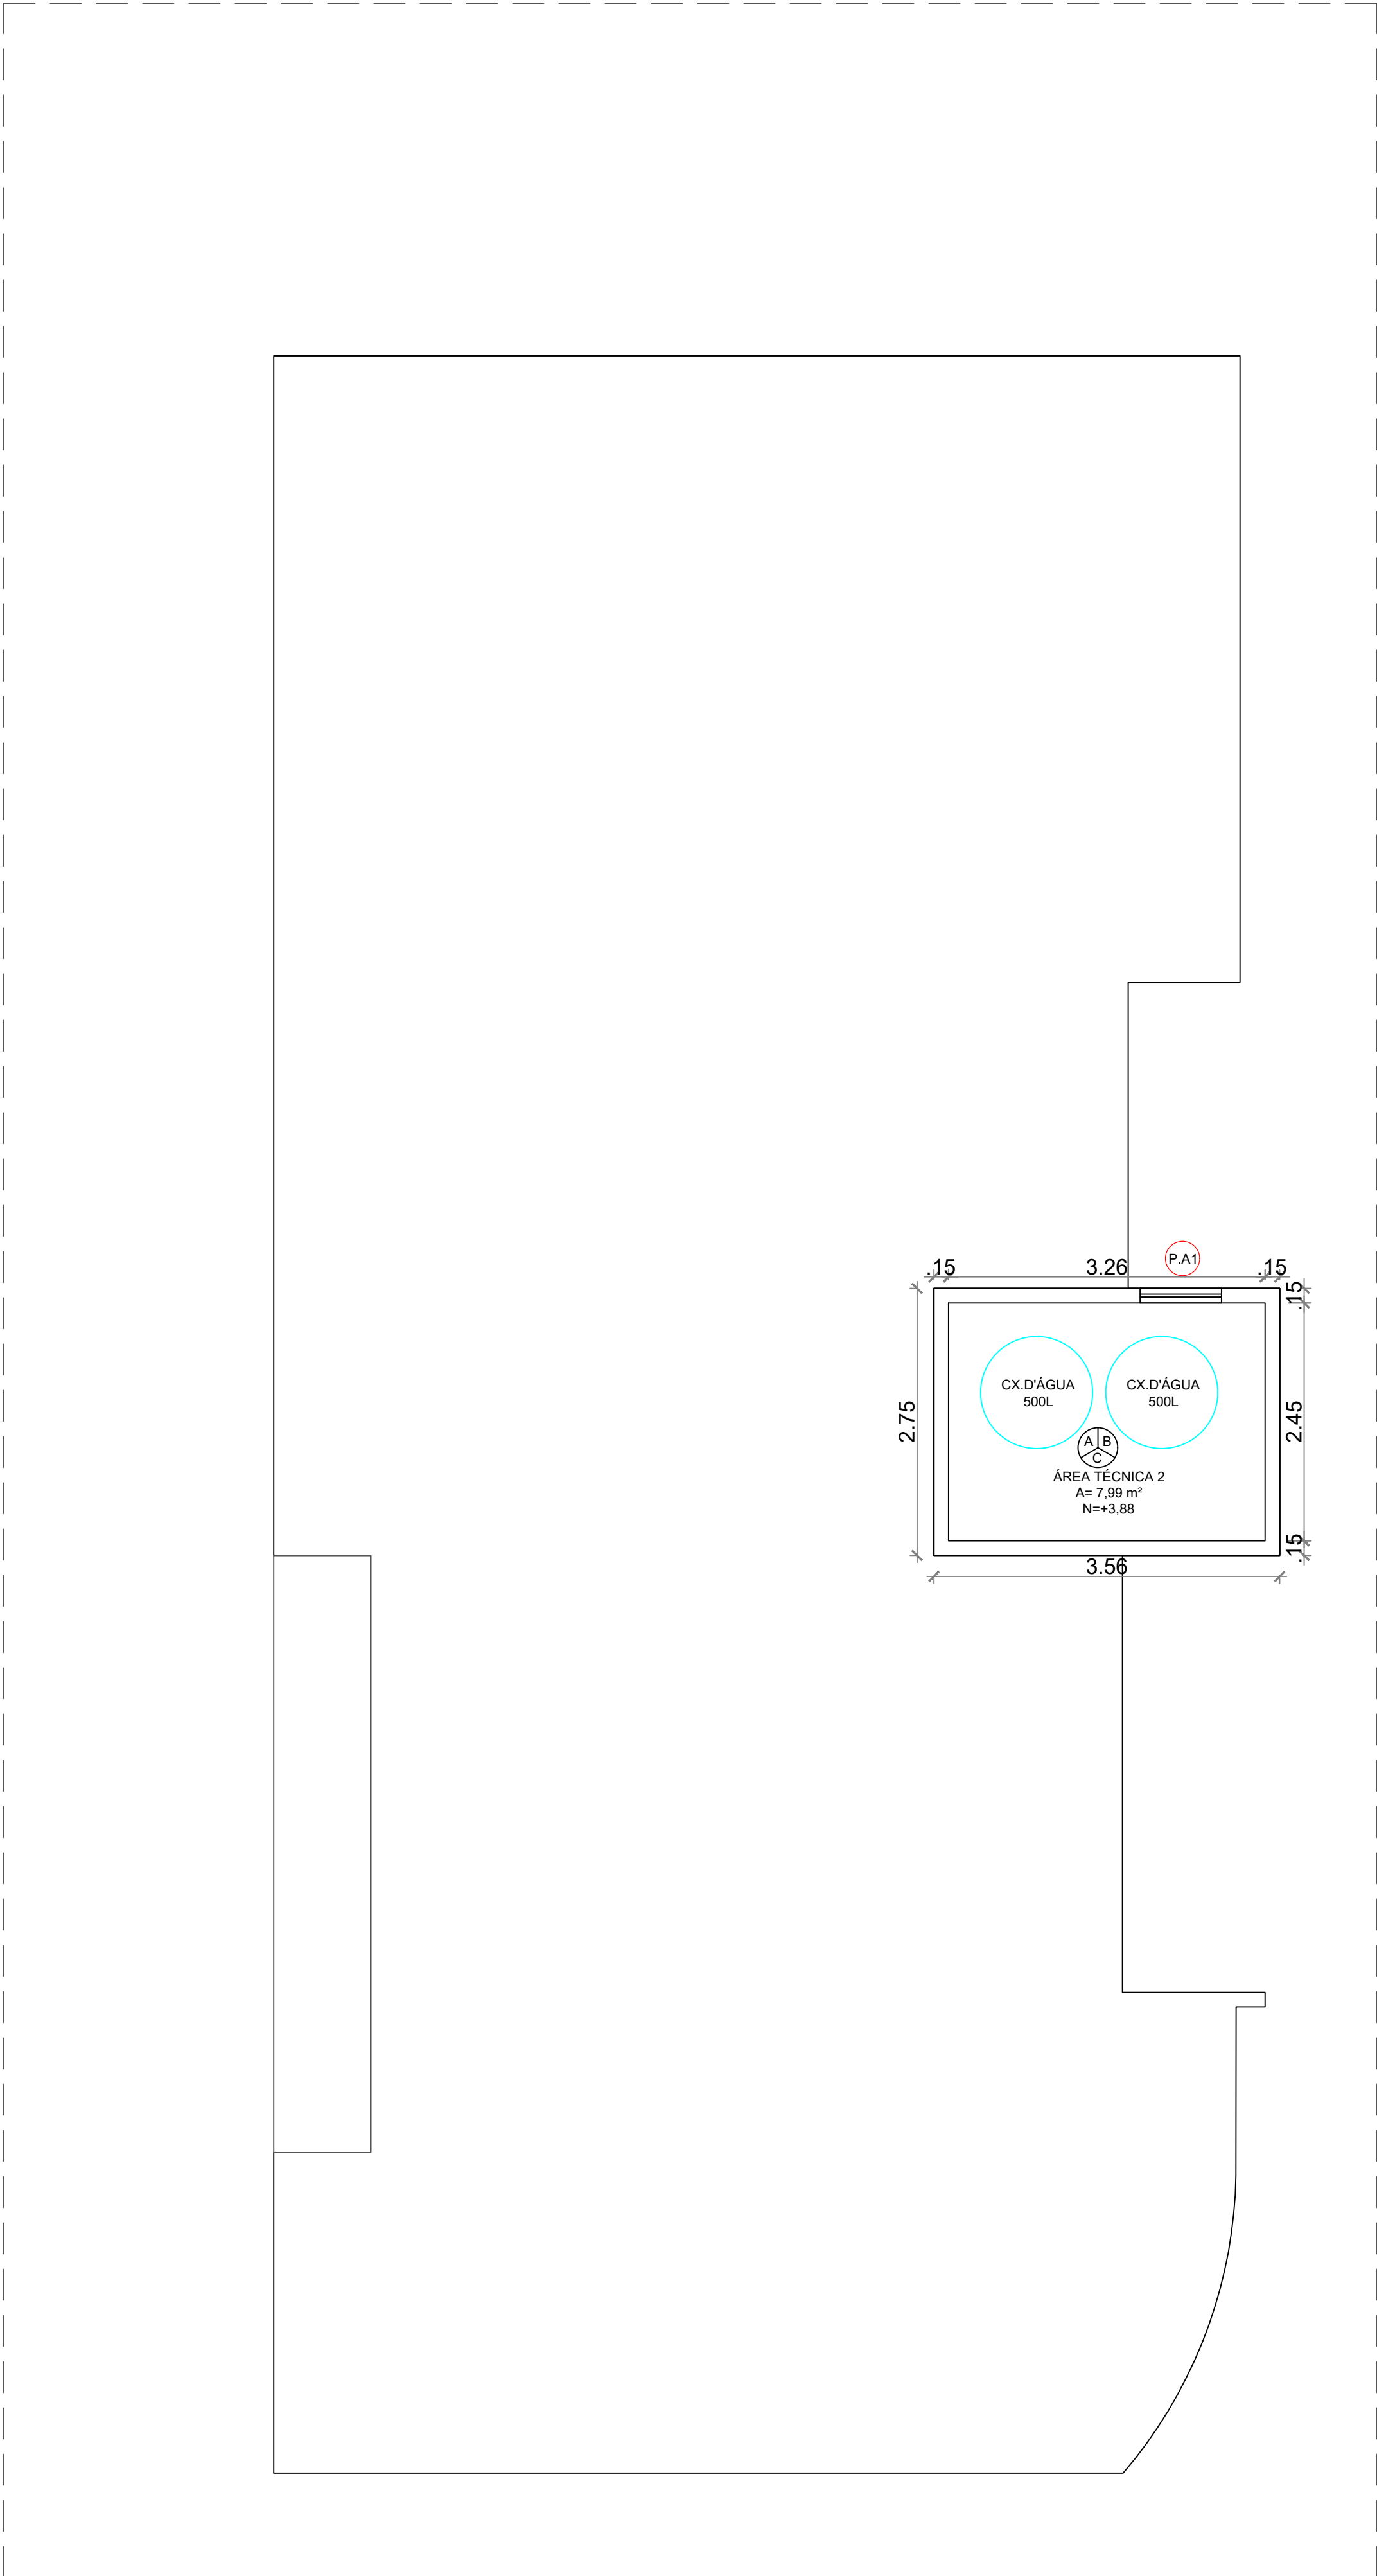 P.A1
.15
3.26
.15
.15
CX.D'ÁGUA
500L
CX.D'ÁGUA
500L
2.75
2.45
A
B
C
ÁREA TÉCNICA 2
A= 7,99 m²
N=+3,88
.15
3.56